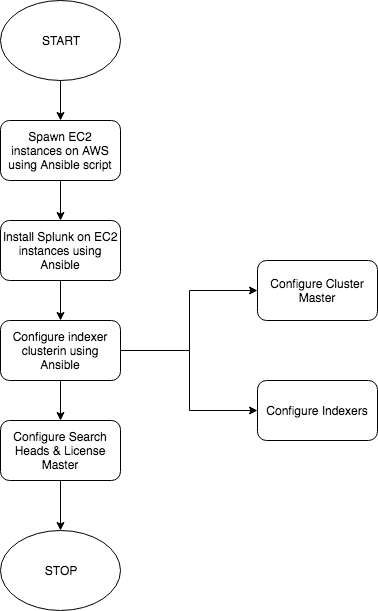 START
Spawn EC2
instances on AWS
using Ansible script
Install Splunk on EC2
instances using
Ansible
Configure indexer
clusterin using
Ansible
Configure Cluster
Master
Configure Indexers
Configure Search
Heads & License
Master
STOP